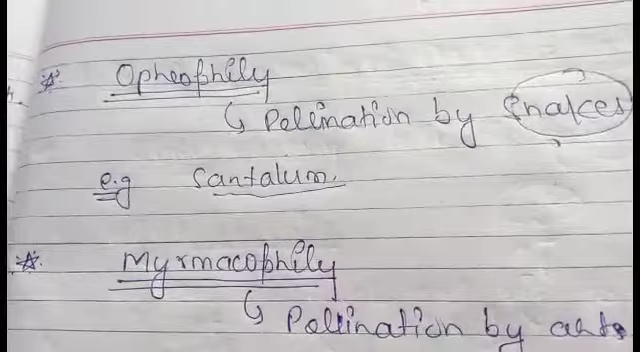 ☆ Opheophily
↳ Pollination by Snakes
e.g Santalum.
☆ Myrmacophily
↳ Pollination by ants